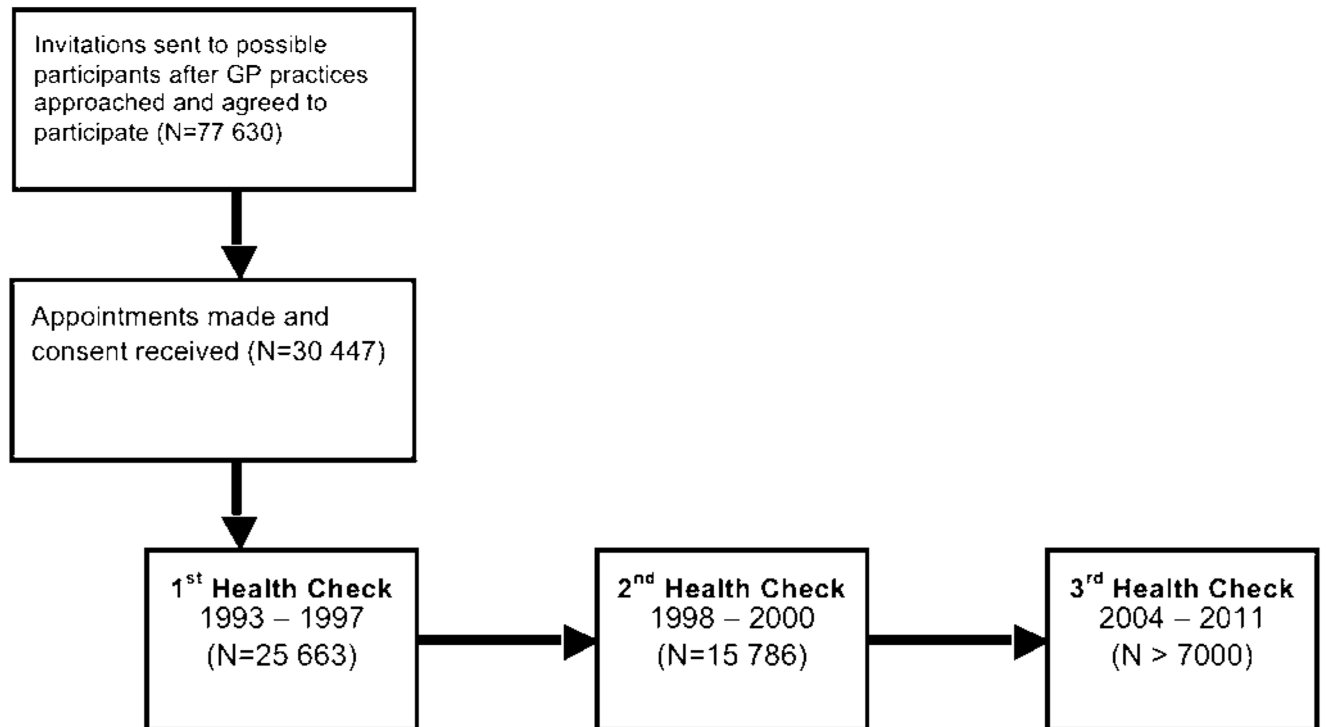 Invitations sent to possible
participants after GP practices
approached and agreed to
participate (N=77 630)
Appointments made and
consent received (N=30 447)
1st Health Check
1993 – 1997
(N=25 663)
2nd Health Check
1998 – 2000
(N=15 786)
3rd Health Check
2004 – 2011
(N > 7000)